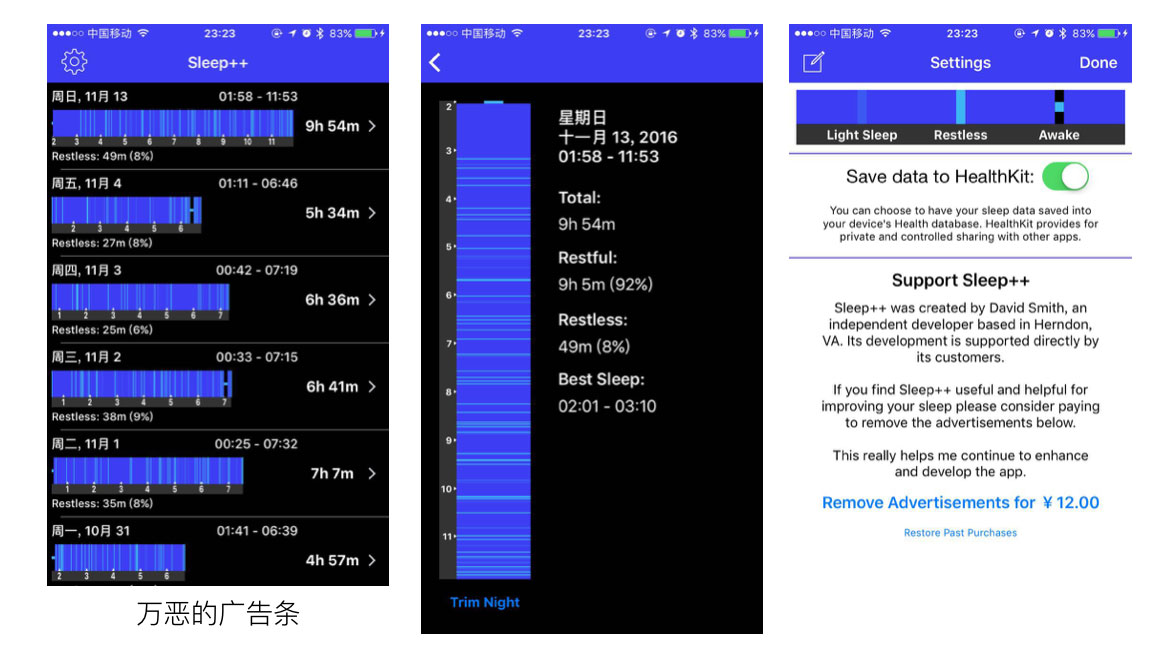 中国移动 23:23 83%
Sleep++
周日, 11月 13 01:58 - 11:53
9h 54m
2 3 4 5 6 7 8 9 10 11
Restless: 49m (8%)
周五, 11月 4 01:11 - 06:46
5h 34m
2 3 4 5 6
Restless: 27m (8%)
周四, 11月 3 00:42 - 07:19
6h 36m
1 2 3 4 5 6 7
Restless: 25m (6%)
周三, 11月 2 00:33 - 07:15
6h 41m
1 2 3 4 5 6 7
Restless: 38m (9%)
周二, 11月 1 00:25 - 07:32
7h 7m
1 2 3 4 5 6 7
Restless: 35m (8%)
周一, 10月 31 01:41 - 06:39
4h 57m
2 3 4 5 6
万恶的广告条
中国移动 23:23 83%
2
3
4
5
6
7
8
9
10
11
Trim Night
星期日
十一月 13, 2016
01:58 - 11:53
Total:
9h 54m
Restful:
9h 5m (92%)
Restless:
49m (8%)
Best Sleep:
02:01 - 03:10
中国移动 23:23 83%
Settings Done
Light Sleep Restless Awake
Save data to HealthKit:
You can choose to have your sleep data saved into
your device's Health database. HealthKit provides for
private and controlled sharing with other apps.
Support Sleep++
Sleep++ was created by David Smith, an
independent developer based in Herndon,
VA. Its development is supported directly by
its customers.
If you find Sleep++ useful and helpful for
improving your sleep please consider paying
to remove the advertisements below.
This really helps me continue to enhance
and develop the app.
Remove Advertisements for ¥ 12.00
Restore Past Purchases